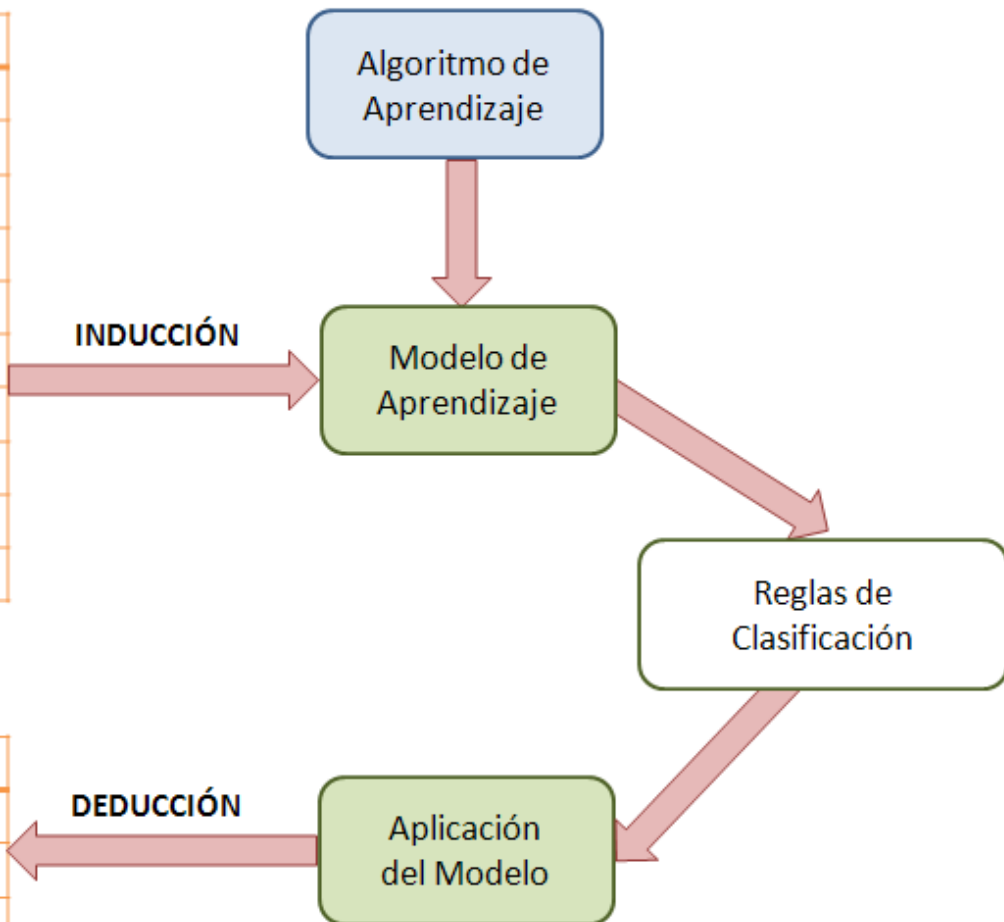 Algoritmo de
Aprendizaje
INDUCCIÓN
Modelo de
Aprendizaje
Reglas de
Clasificación
DEDUCCIÓN
Aplicación
del Modelo